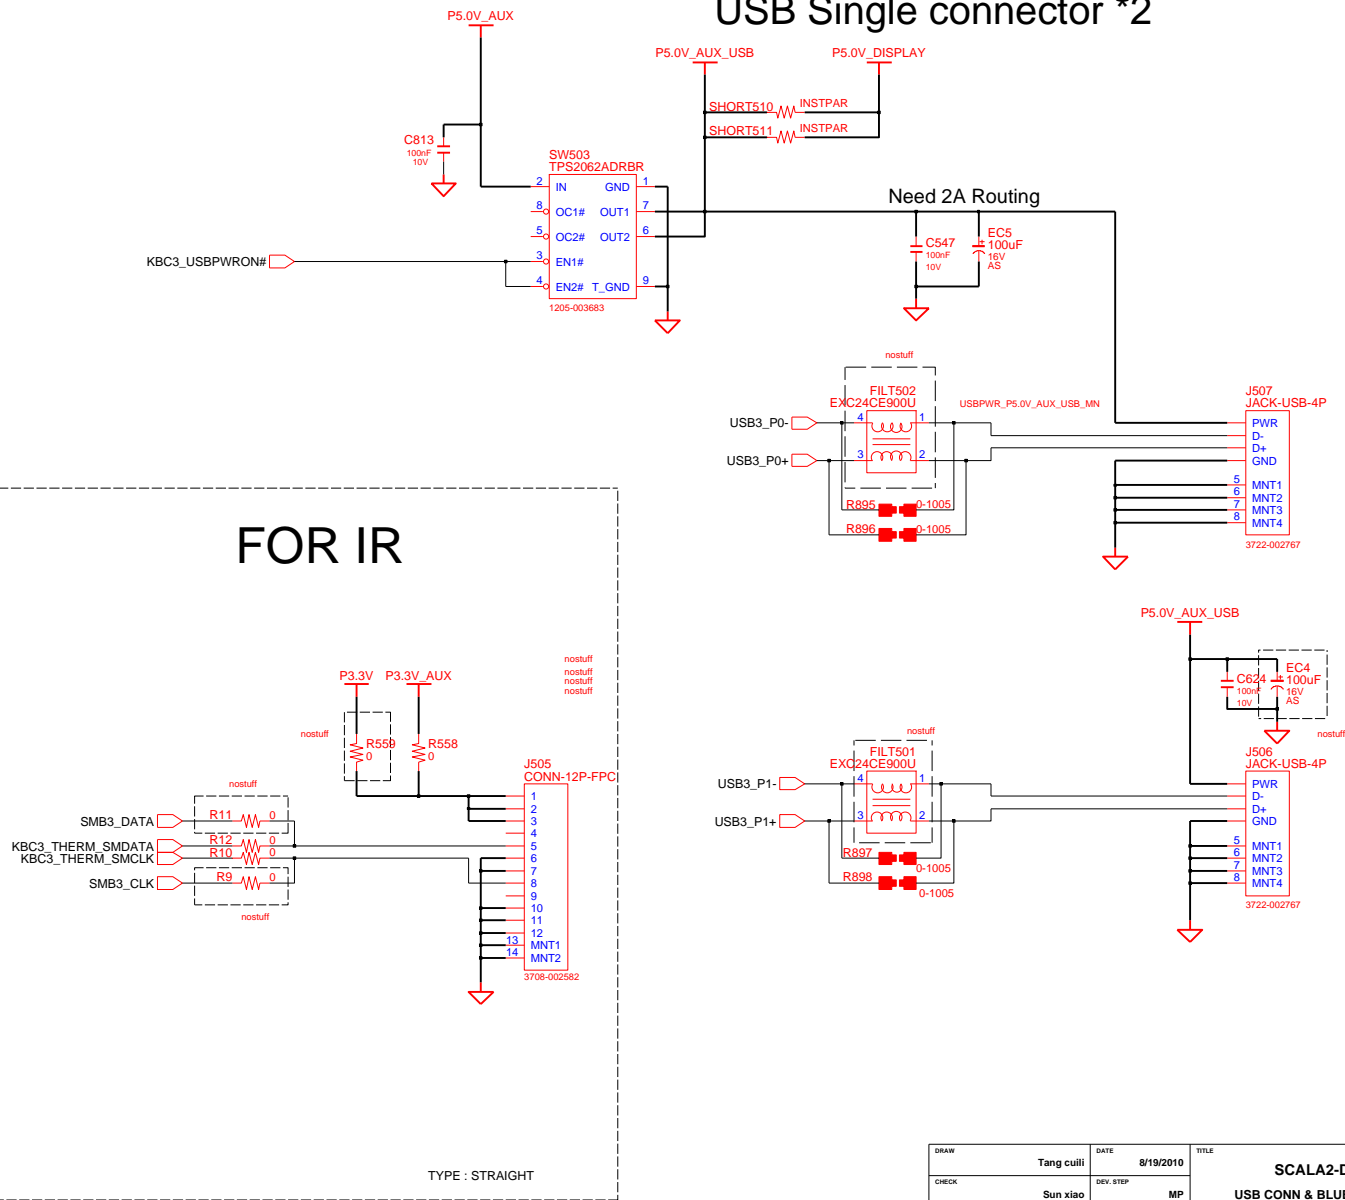 USB Single connector *2
P5.0V_AUX
P5.0V_AUX_USB
P5.0V_DISPLAY
SHORT510
INSTPAR
SHORT511
INSTPAR
C813
100nF
10V
SW503
TPS2062ADRBR
2 IN GND 1
8 OC1# OUT1 7
5 OC2# OUT2 6
3 EN1#
4 EN2# T_GND 9
1205-003683
KBC3_USBPWRON#
Need 2A Routing
C547
100nF
10V
EC5
100uF
16V
AS
nostuff
FILT502
EXC24CE900U
USBPWR_P5.0V_AUX_USB_MN
USB3_P0-
4 1
USB3_P0+
3 2
R895 0-1005
R896 0-1005
J507
JACK-USB-4P
PWR
D-
D+
GND
5 MNT1
6 MNT2
7 MNT3
8 MNT4
3722-002767
FOR IR
P3.3V
P3.3V_AUX
nostuff
nostuff
nostuff
nostuff
nostuff
R559
0
R558
0
J505
CONN-12P-FPC
1
2
3
4
5
6
7
8
9
10
11
12
13 MNT1
14 MNT2
3708-002582
nostuff
SMB3_DATA
R11 0
KBC3_THERM_SMDATA
R12 0
KBC3_THERM_SMCLK
R10 0
SMB3_CLK
R9 0
nostuff
TYPE : STRAIGHT
P5.0V_AUX_USB
C624
100nF
10V
EC4
100uF
16V
AS
nostuff
nostuff
FILT501
EXC24CE900U
USB3_P1-
4 1
USB3_P1+
3 2
R897
0-1005
R898
0-1005
J506
JACK-USB-4P
PWR
D-
D+
GND
5 MNT1
6 MNT2
7 MNT3
8 MNT4
3722-002767
DRAW
Tang cuili
DATE
8/19/2010
TITLE
SCALA2-D
CHECK
Sun xiao
DEV. STEP
MP
USB CONN & BLUE